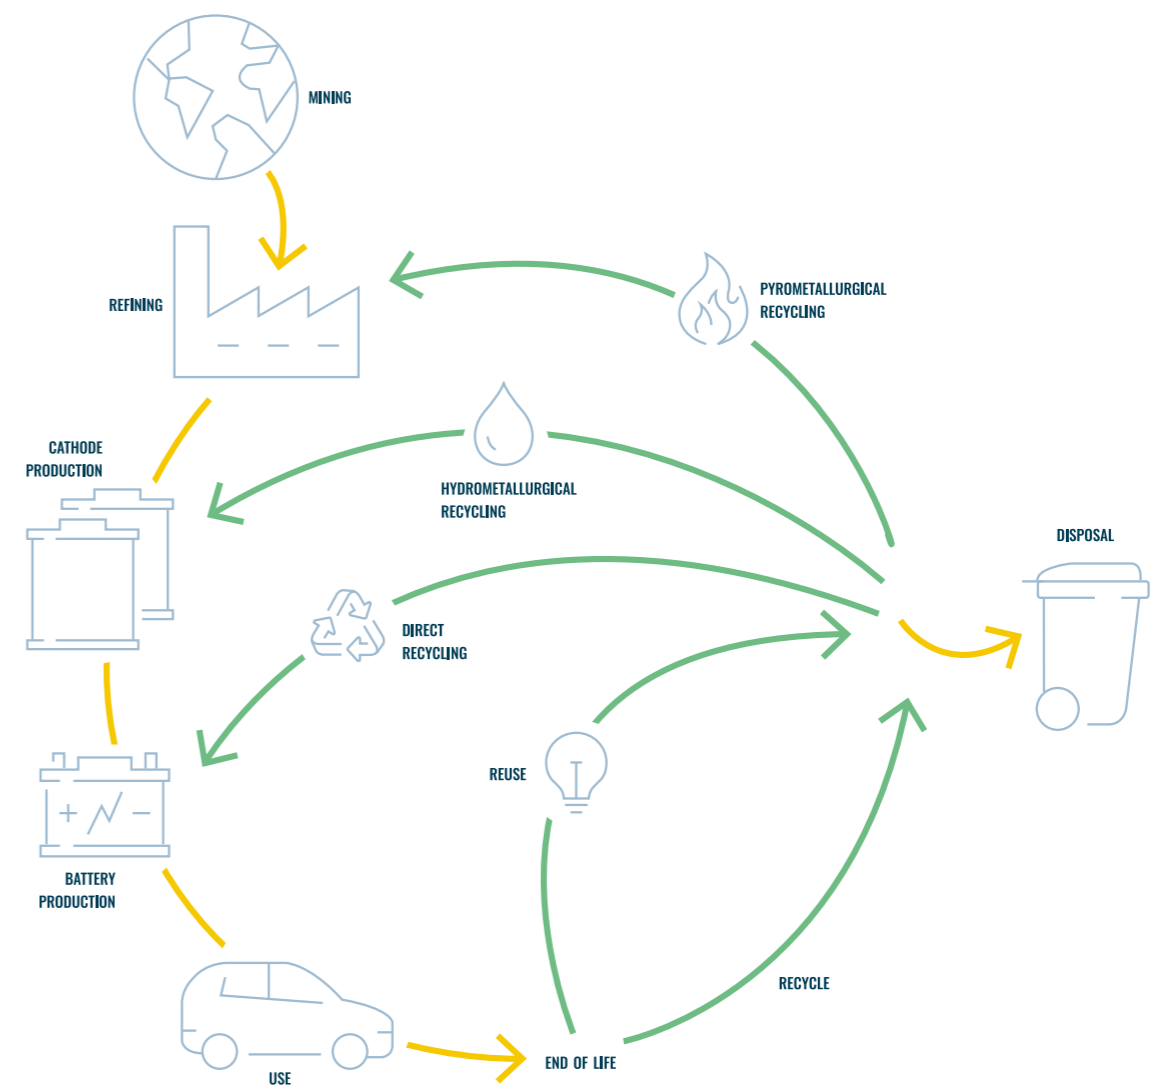 MINING
REFINING
PYROMETALLURGICAL
RECYCLING
CATHODE
PRODUCTION
HYDROMETALLURGICAL
RECYCLING
DISPOSAL
DIRECT
RECYCLING
REUSE
BATTERY
PRODUCTION
RECYCLE
END OF LIFE
USE